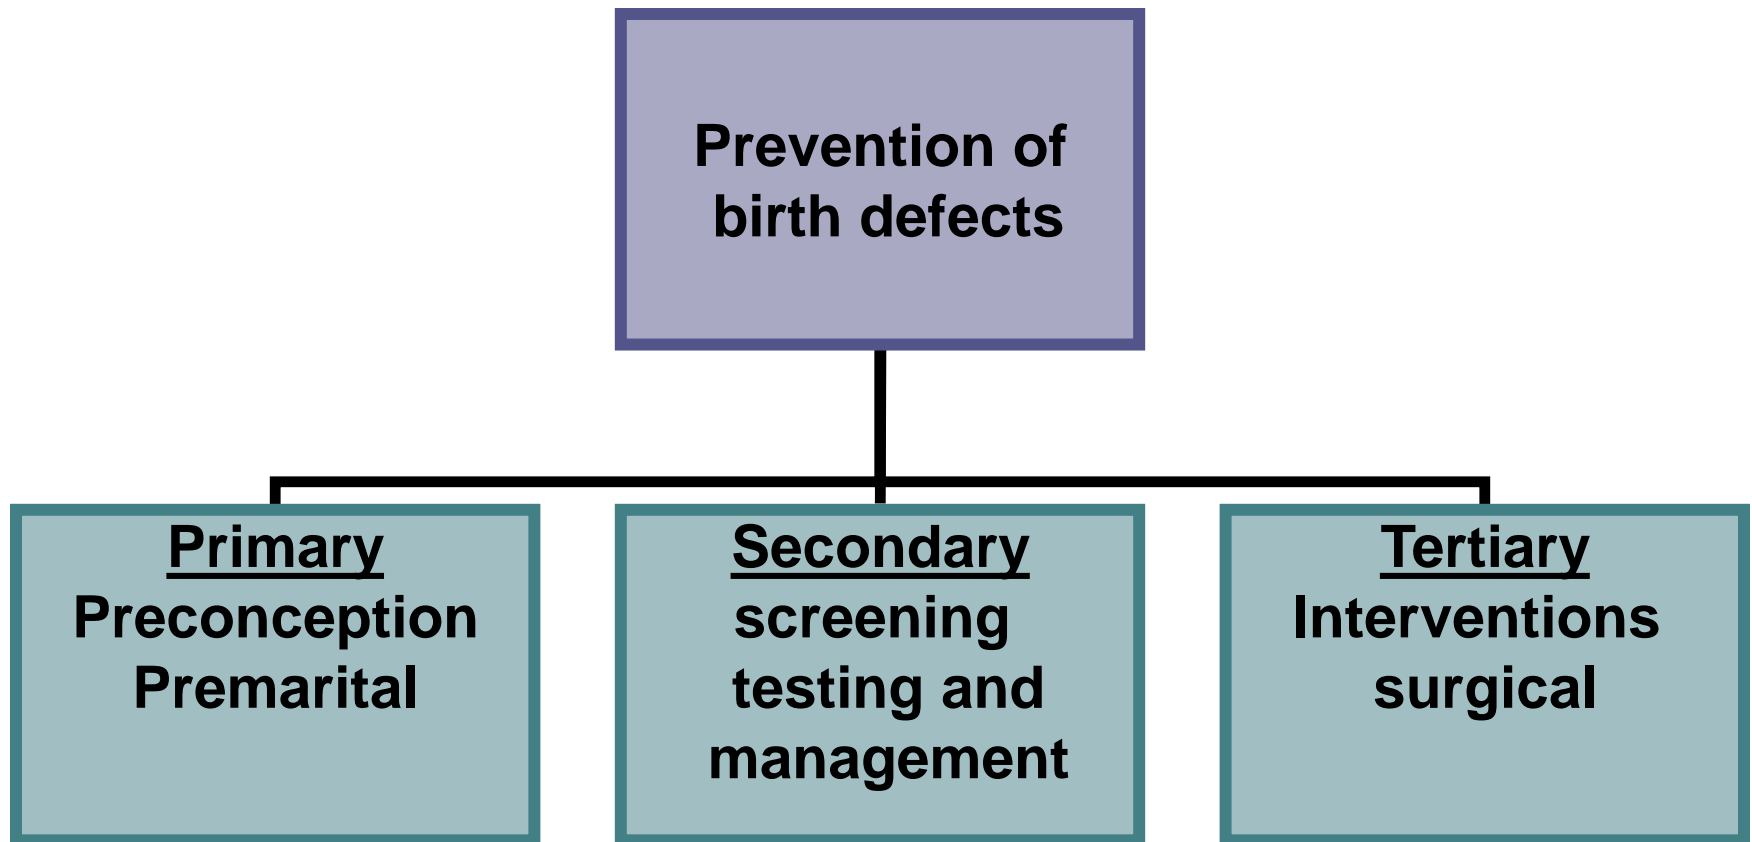 Prevention of
birth defects
Primary
Preconception
Premarital
Secondary
screening
testing and
management
Tertiary
Interventions
surgical